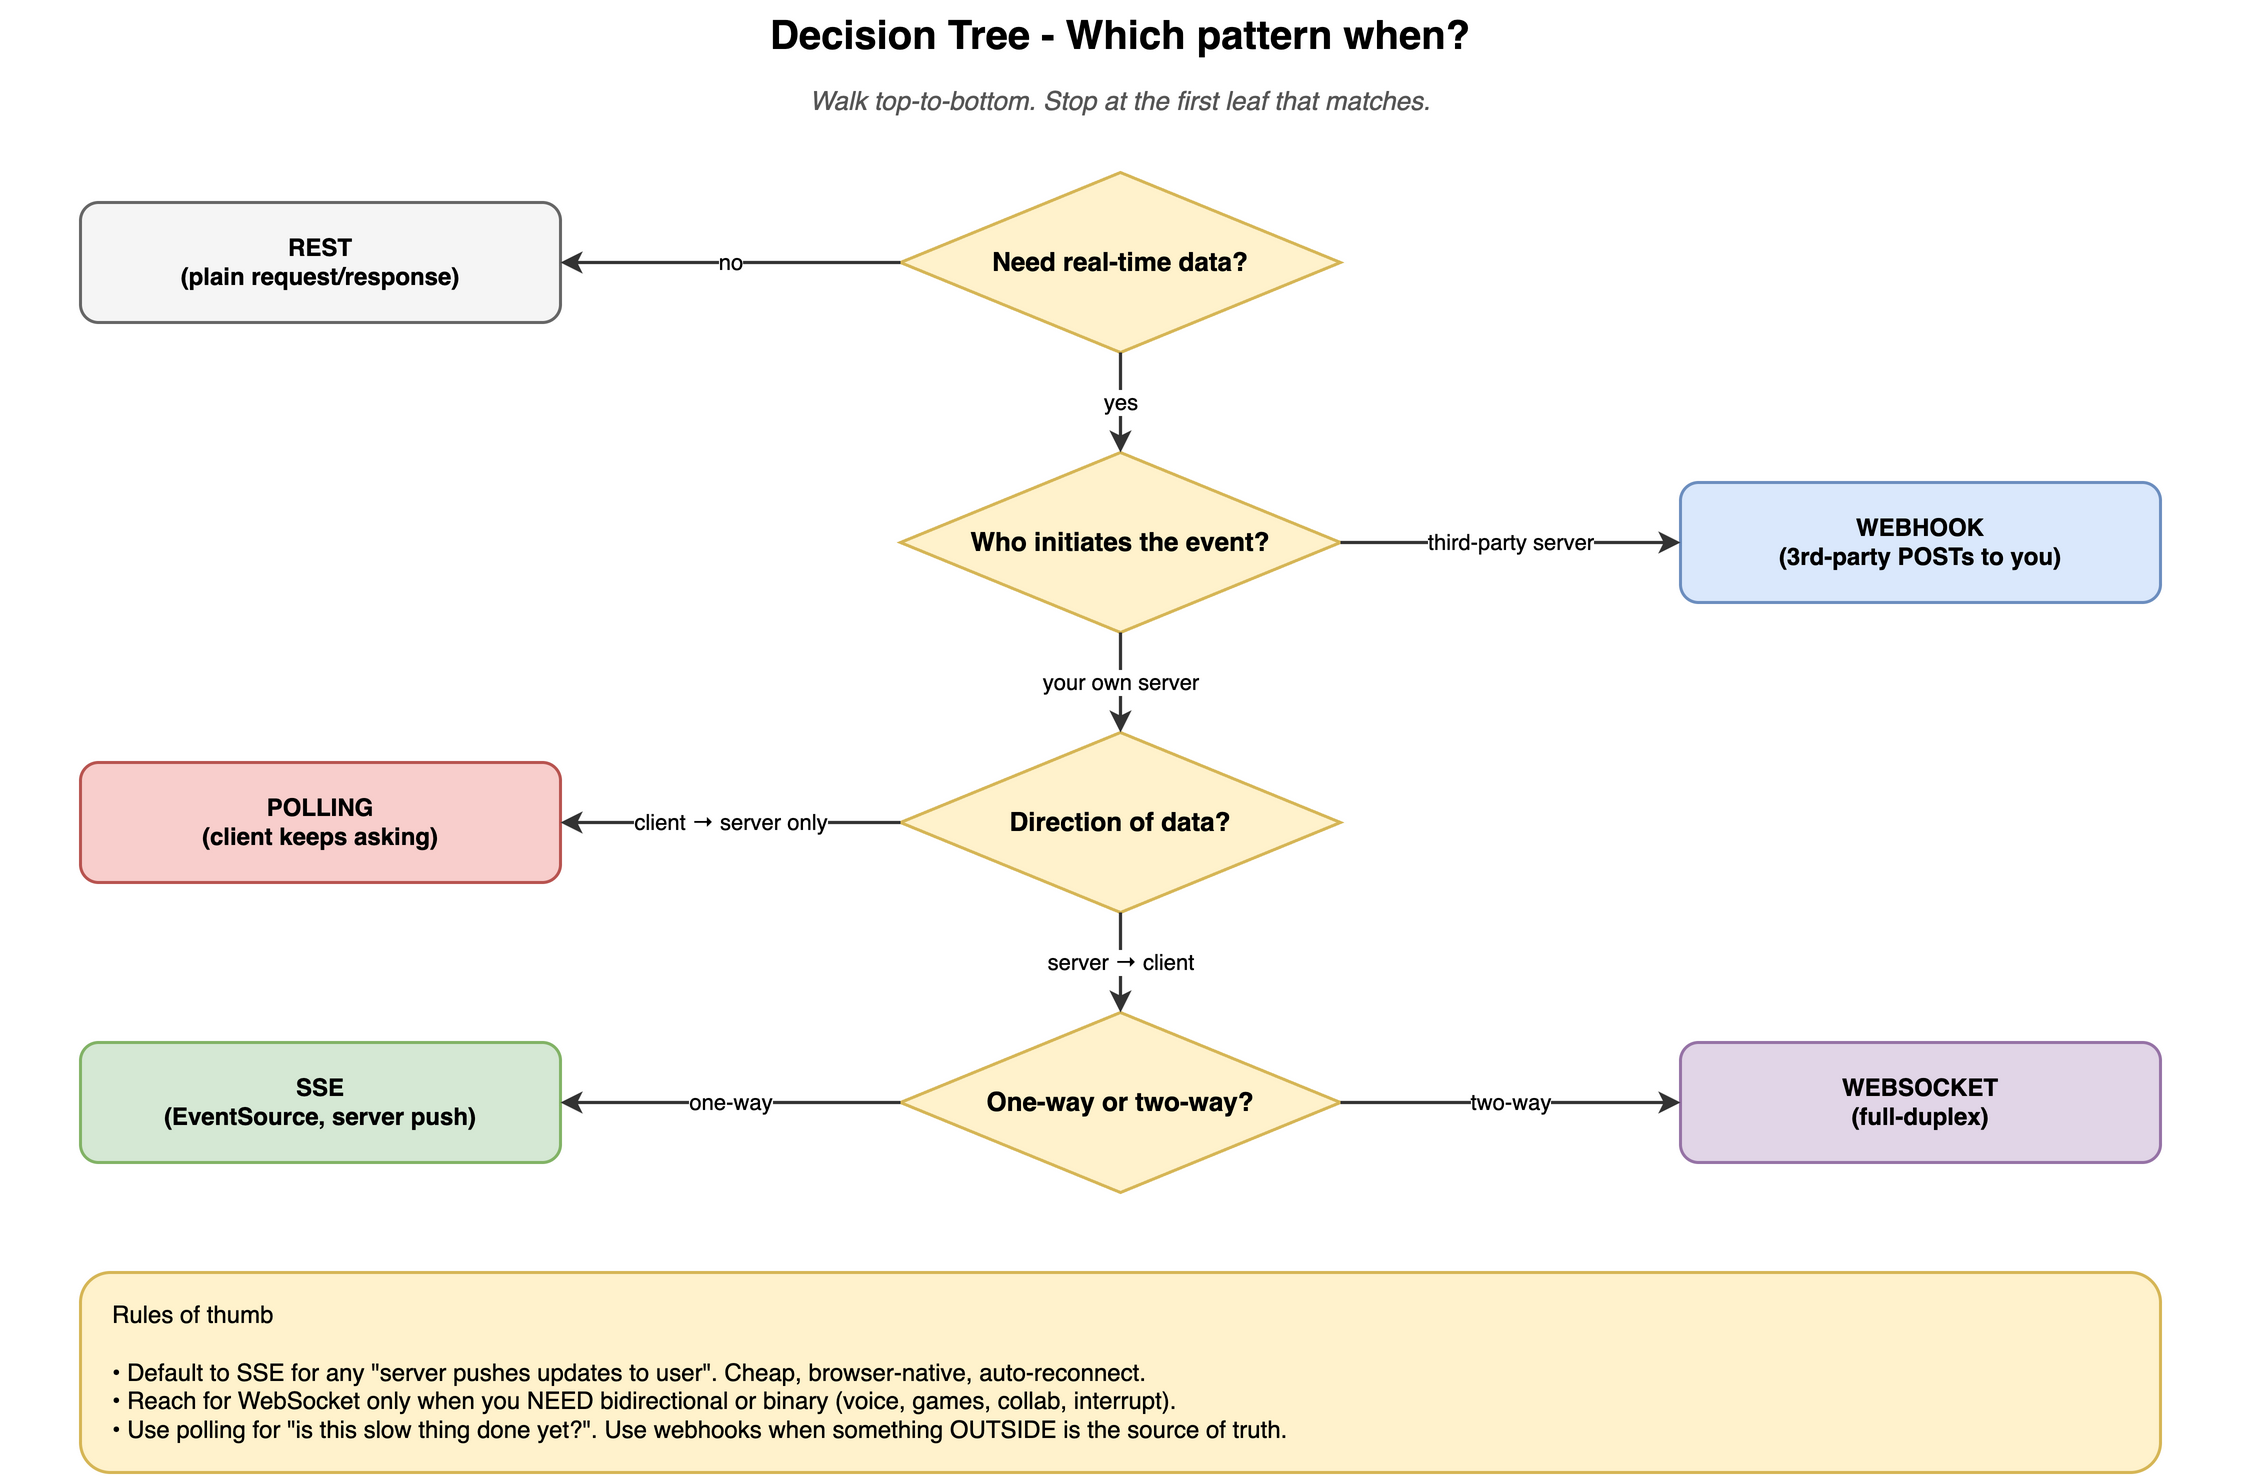 Decision Tree - Which pattern when?
Walk top-to-bottom. Stop at the first leaf that matches.
REST
(plain request/response)
no
Need real-time data?
yes
Who initiates the event?
third-party server
WEBHOOK
(3rd-party POSTs to you)
your own server
POLLING
(client keeps asking)
client → server only
Direction of data?
server → client
SSE
(EventSource, server push)
one-way
One-way or two-way?
two-way
WEBSOCKET
(full-duplex)
Rules of thumb
• Default to SSE for any "server pushes updates to user". Cheap, browser-native, auto-reconnect.
• Reach for WebSocket only when you NEED bidirectional or binary (voice, games, collab, interrupt).
• Use polling for "is this slow thing done yet?". Use webhooks when something OUTSIDE is the source of truth.